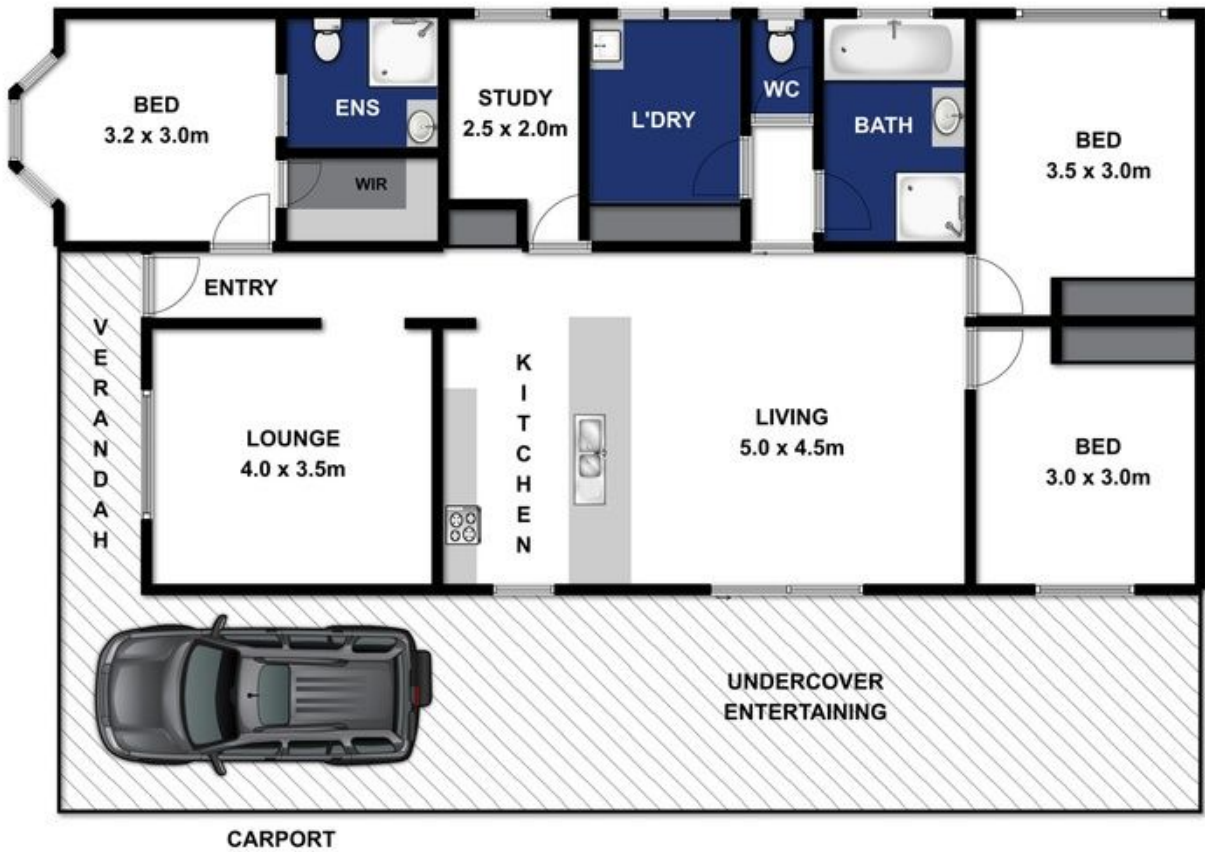 BED
3.2 x 3.0m
ENS
WIR
STUDY
2.5 x 2.0m
L'DRY
WC
BATH
BED
3.5 x 3.0m
ENTRY
VERANDAH
LOUNGE
4.0 x 3.5m
KITCHEN
LIVING
5.0 x 4.5m
BED
3.0 x 3.0m
UNDERCOVER
ENTERTAINING
CARPORT